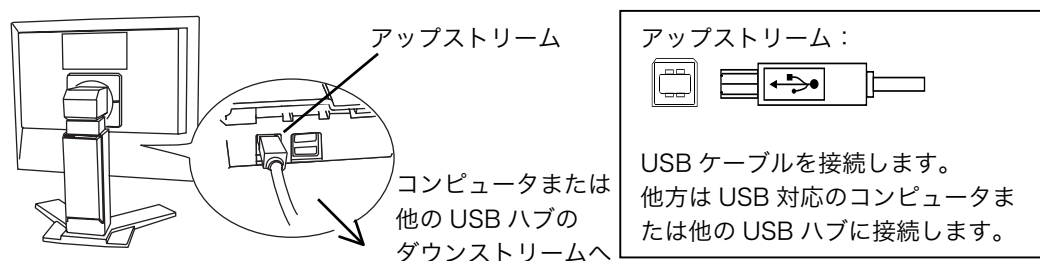 アップストリーム
コンピュータまたは
他の USB ハブの
ダウンストリームへ
アップストリーム：
USB ケーブルを接続します。
他方は USB 対応のコンピュータま
たは他の USB ハブに接続します。